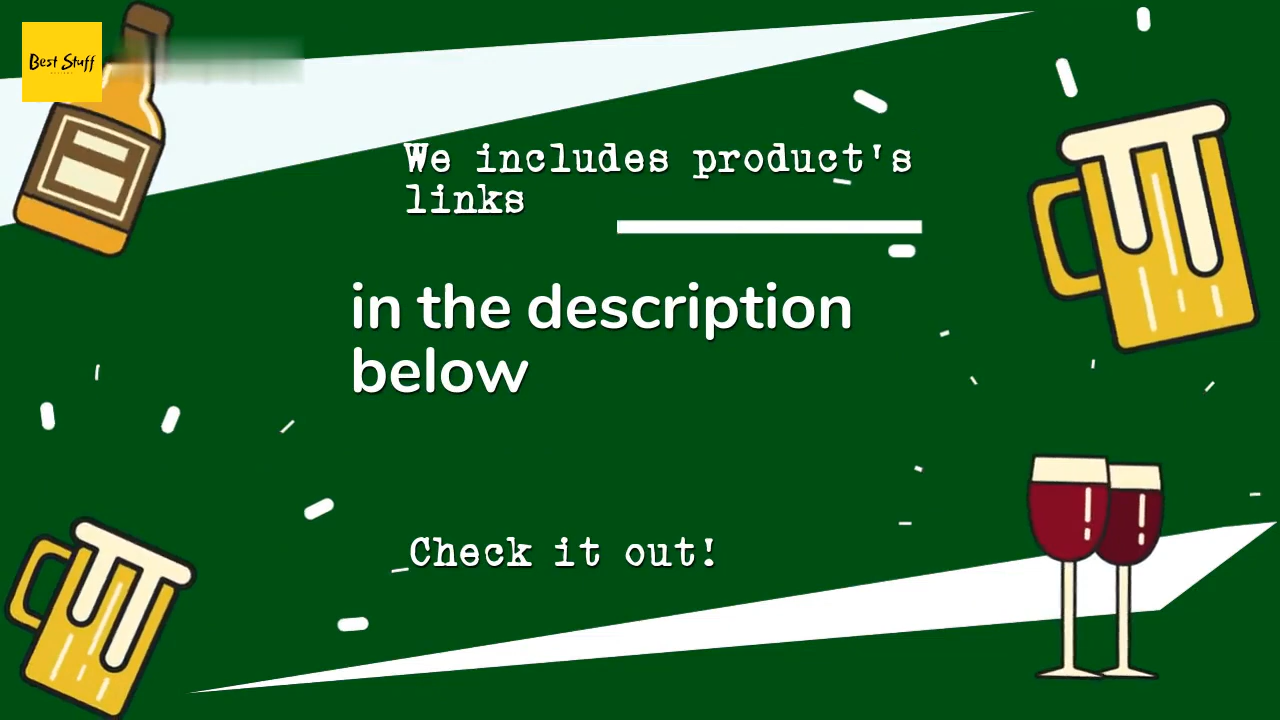 Best Stuff
We includes product's
links
in the description
below
Check it out!